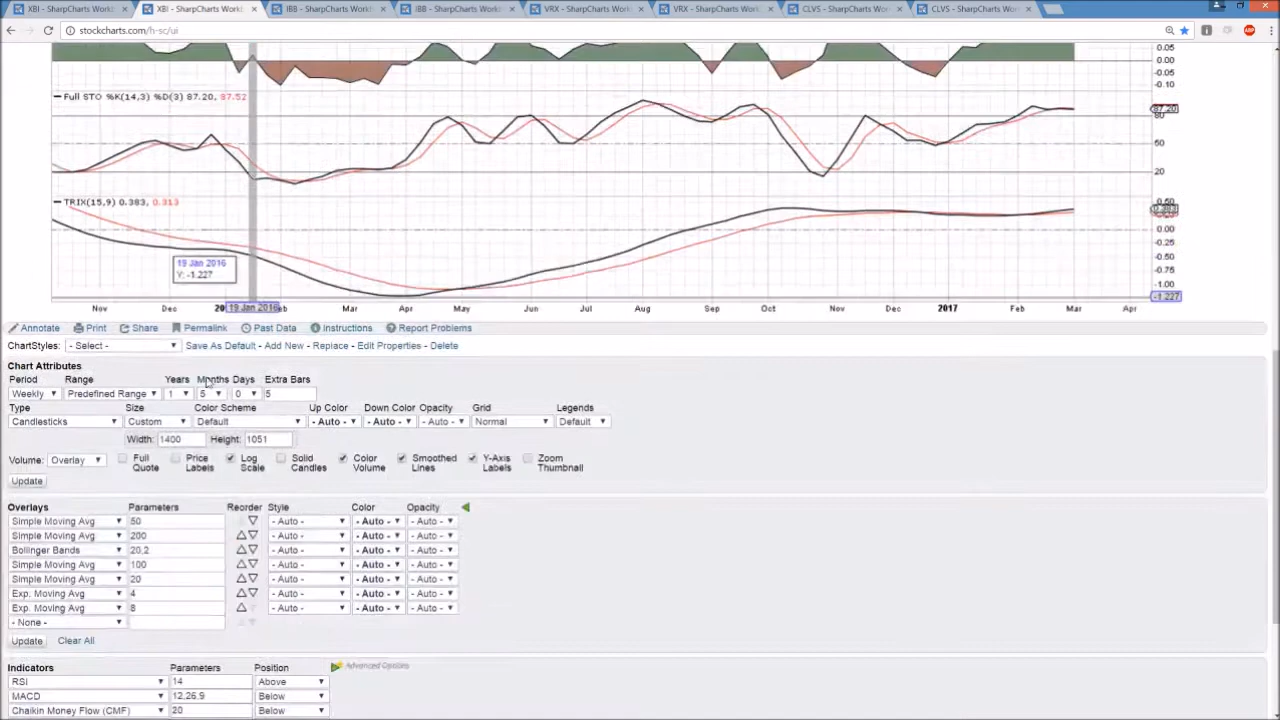 XBI - SharpCharts Work
XBI - SharpCharts Work
IBB - SharpCharts Work
IBB - SharpCharts Work
VRX - SharpCharts Work
VRX - SharpCharts Work
CLVS - SharpCharts Wor
CLVS - SharpCharts Wor
stockcharts.com/h-sc/ui
ABP
0.05
0.00
-0.05
-0.10
Full STO %K(14,3) %D(3) 87.20, 87.52
87.20
80
50
20
TRIX(15,9) 0.383, 0.313
0.50
0.383
0.00
-0.25
-0.50
-0.75
-1.00
-1.227
19 Jan 2016
Y: -1.227
Nov Dec 20 19 Jan 2016 eb Mar Apr May Jun Jul Aug Sep Oct Nov Dec 2017 Feb Mar Apr
Annotate Print Share Permalink Past Data Instructions Report Problems
ChartStyles: - Select - Save As Default - Add New - Replace - Edit Properties - Delete
Chart Attributes
Period Range Years Months Days Extra Bars
Weekly Predefined Range 1 5 0 5
Type Size Color Scheme Up Color Down Color Opacity Grid Legends
Candlesticks Custom Default - Auto - - Auto - - Auto - Normal Default
Width: 1400 Height: 1051
Volume: Overlay Full Quote Price Labels Log Scale Solid Candles Color Volume Smoothed Lines Y-Axis Labels Zoom Thumbnail
Update
Overlays Parameters Reorder Style Color Opacity
Simple Moving Avg 50 - Auto - - Auto - - Auto -
Simple Moving Avg 200 - Auto - - Auto - - Auto -
Bollinger Bands 20,2 - Auto - - Auto - - Auto -
Simple Moving Avg 100 - Auto - - Auto - - Auto -
Simple Moving Avg 20 - Auto - - Auto - - Auto -
Exp. Moving Avg 4 - Auto - - Auto - - Auto -
Exp. Moving Avg 8 - Auto - - Auto - - Auto -
- None -
Update Clear All
Indicators Parameters Position Advanced Options
RSI 14 Above
MACD 12,26,9 Below
Chaikin Money Flow (CMF) 20 Below